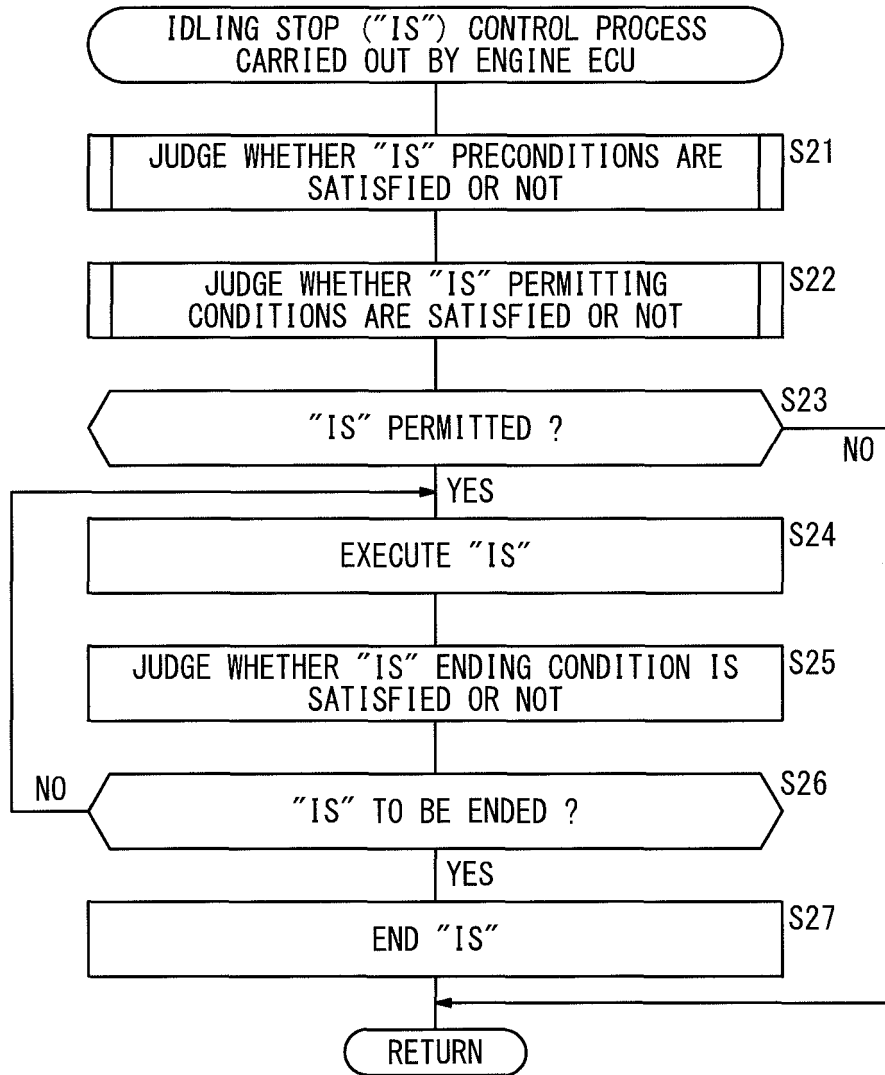 IDLING STOP ("IS") CONTROL PROCESS
CARRIED OUT BY ENGINE ECU
JUDGE WHETHER "IS" PRECONDITIONS ARE
SATISFIED OR NOT
S21
JUDGE WHETHER "IS" PERMITTING
CONDITIONS ARE SATISFIED OR NOT
S22
"IS" PERMITTED ?
S23
NO
YES
EXECUTE "IS"
S24
JUDGE WHETHER "IS" ENDING CONDITION IS
SATISFIED OR NOT
S25
"IS" TO BE ENDED ?
S26
NO
YES
END "IS"
S27
RETURN